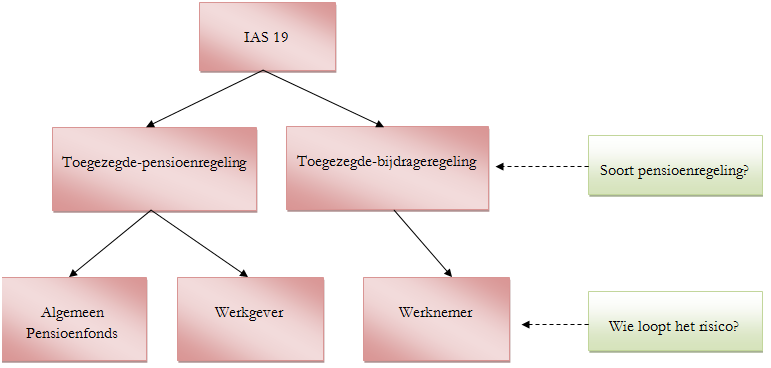 IAS 19
Toegezegde-pensioenregeling
Toegezegde-bijdrageregeling
Soort pensioenregeling?
Algemeen
Pensioenfonds
Werkgever
Werknemer
Wie loopt het risico?